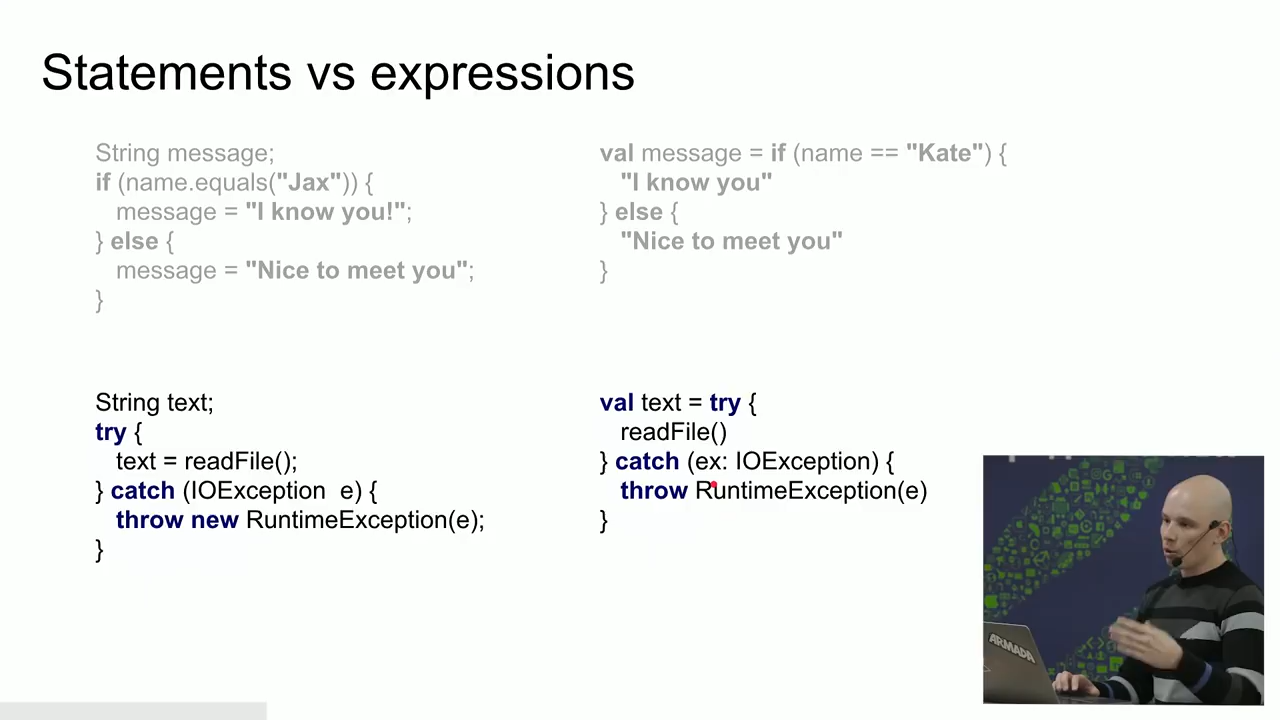 Statements vs expressions
String message;
if (name.equals("Jax")) {
message = "I know you!";
} else {
message = "Nice to meet you";
}
val message = if (name == "Kate") {
"I know you"
} else {
"Nice to meet you"
}
String text;
try {
text = readFile();
} catch (IOException e) {
throw new RuntimeException(e);
}
val text = try {
readFile()
} catch (ex: IOException) {
throw RuntimeException(e)
}
ARMADA